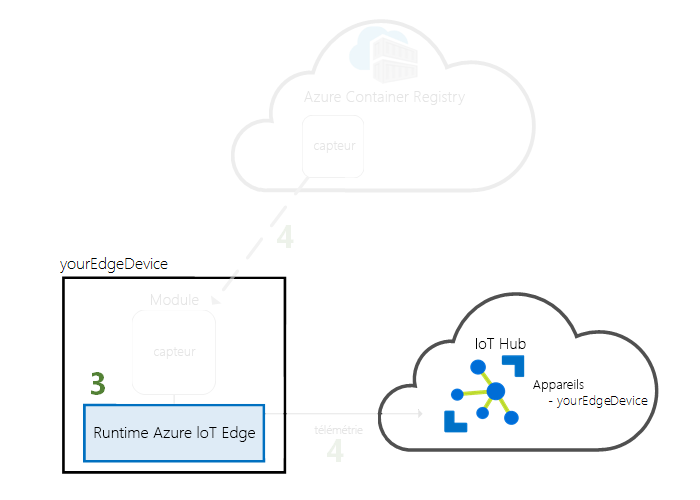 Azure Container Registry
capteur
4
yourEdgeDevice
Module
capteur
3
Runtime Azure IoT Edge
télémétrie
4
IoT Hub
Appareils
- yourEdgeDevice